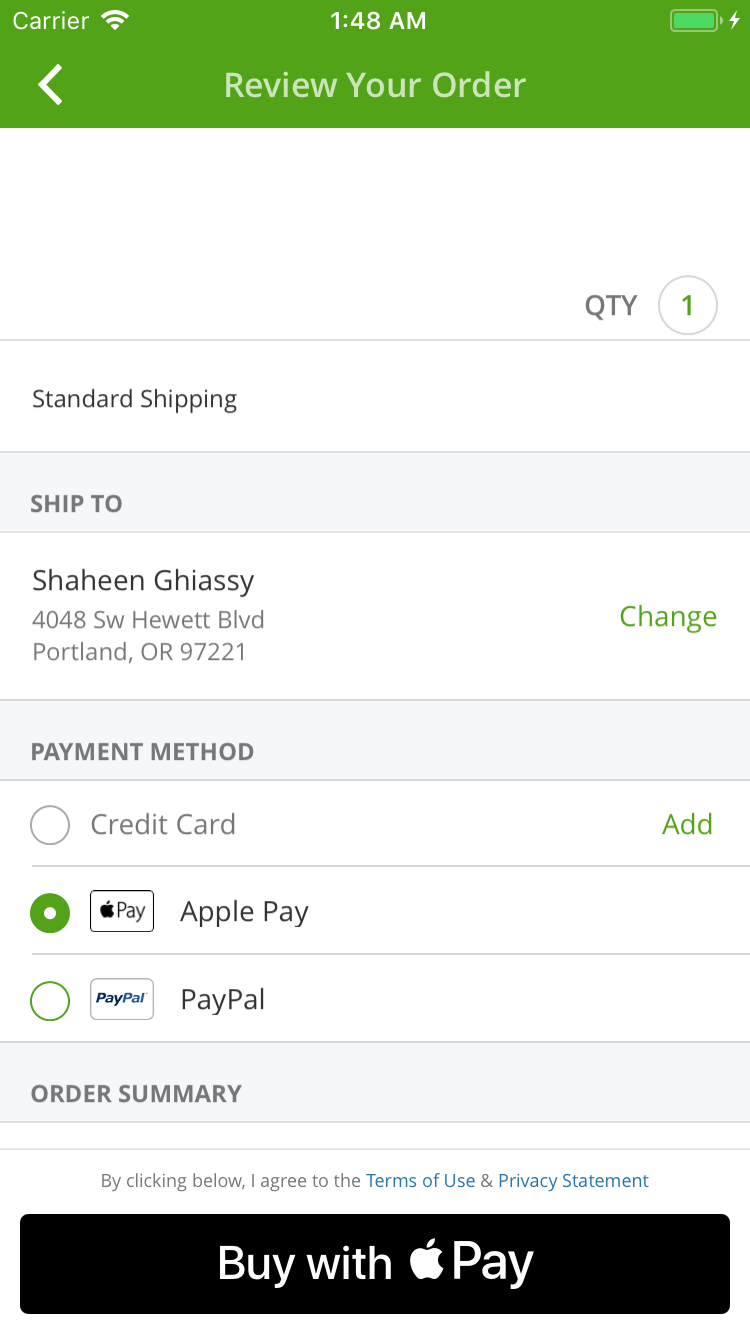 Carrier 1:48 AM
Review Your Order
QTY 1
Standard Shipping
SHIP TO
Shaheen Ghiassy
4048 Sw Hewett Blvd
Portland, OR 97221
Change
PAYMENT METHOD
Credit Card Add
Pay Apple Pay
PayPal PayPal
ORDER SUMMARY
By clicking below, I agree to the Terms of Use & Privacy Statement
Buy with Pay